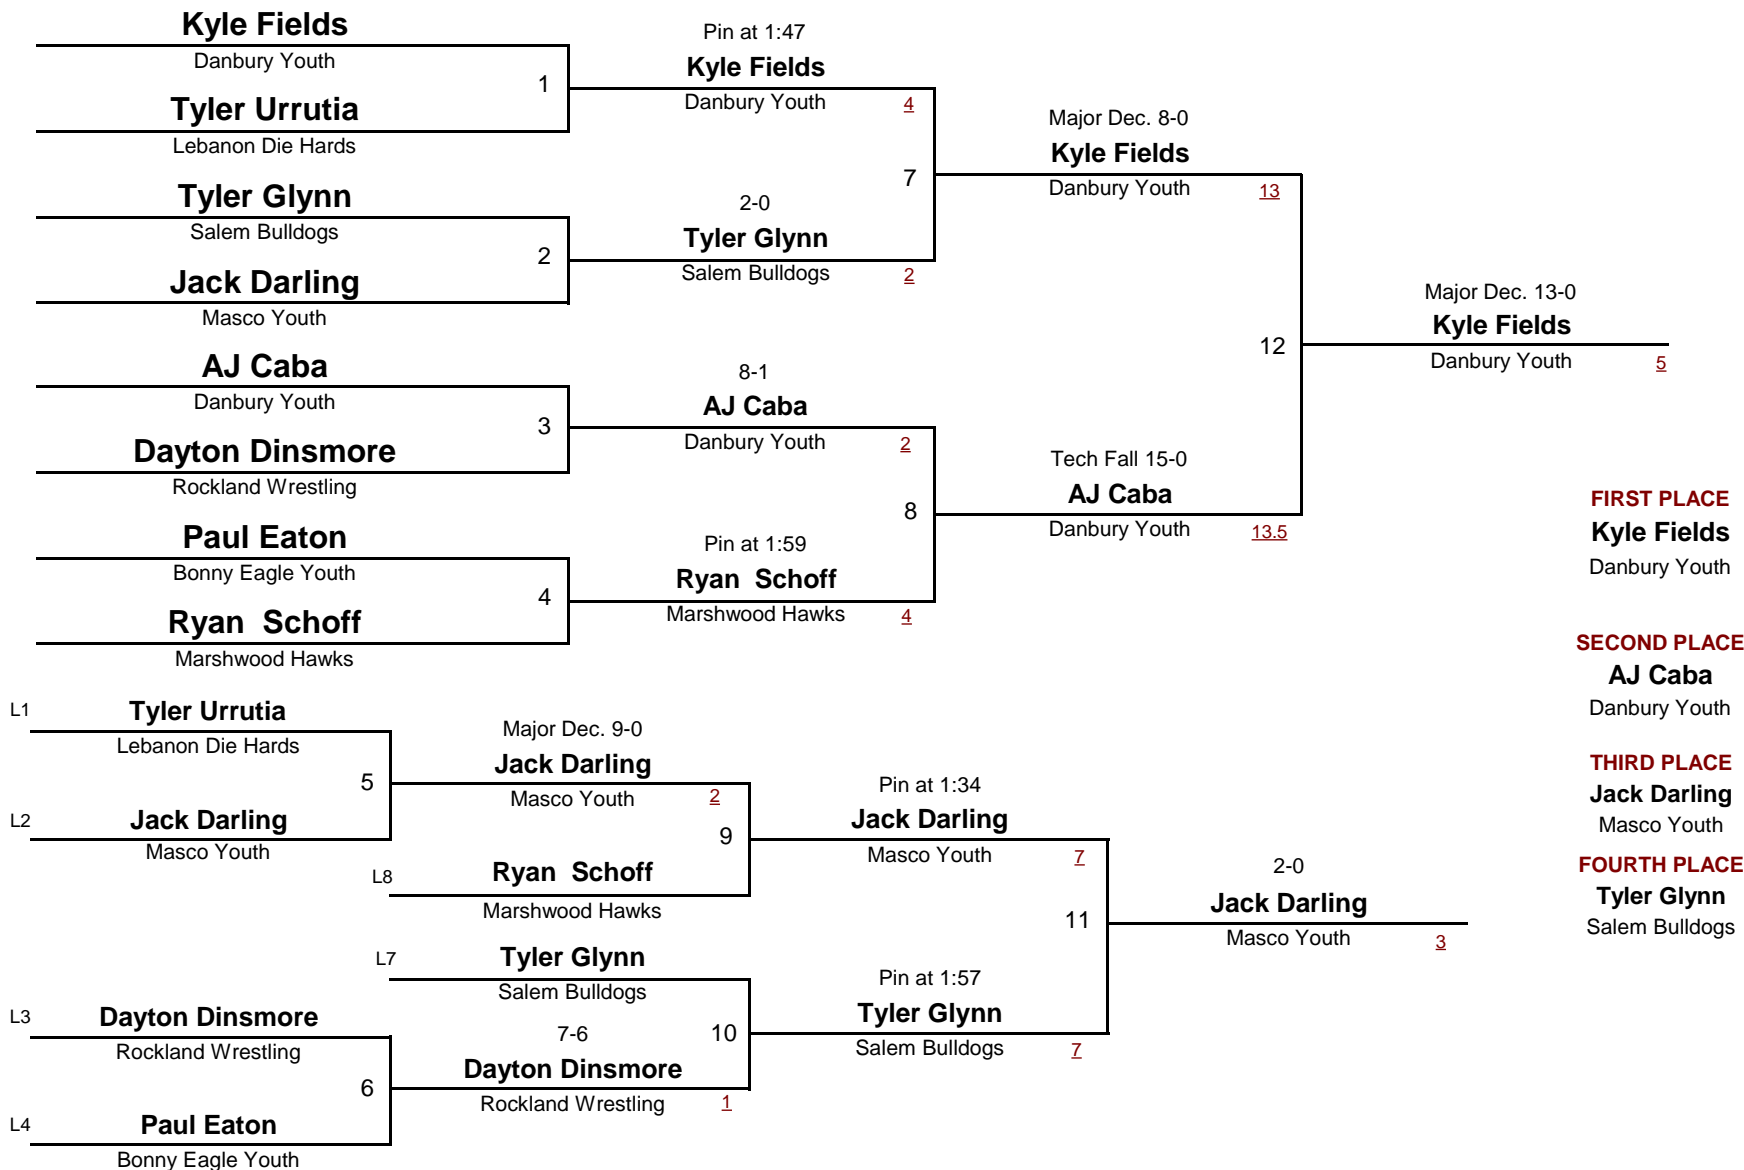 Kyle Fields
Danbury Youth
1
Tyler Urrutia
Lebanon Die Hards
Tyler Glynn
Salem Bulldogs
2
Jack Darling
Masco Youth
AJ Caba
Danbury Youth
3
Dayton Dinsmore
Rockland Wrestling
Paul Eaton
Bonny Eagle Youth
4
Ryan  Schoff
Marshwood Hawks
Pin at 1:47
Kyle Fields
Danbury Youth 4
7
2-0
Tyler Glynn
Salem Bulldogs 2
8-1
AJ Caba
Danbury Youth 2
8
Pin at 1:59
Ryan  Schoff
Marshwood Hawks 4
Major Dec. 8-0
Kyle Fields
Danbury Youth 13
12
Tech Fall 15-0
AJ Caba
Danbury Youth 13.5
Major Dec. 13-0
Kyle Fields
Danbury Youth 5
FIRST PLACE
Kyle Fields
Danbury Youth
SECOND PLACE
AJ Caba
Danbury Youth
THIRD PLACE
Jack Darling
Masco Youth
FOURTH PLACE
Tyler Glynn
Salem Bulldogs
L1 Tyler Urrutia
Lebanon Die Hards
5
L2 Jack Darling
Masco Youth
L3 Dayton Dinsmore
Rockland Wrestling
6
L4 Paul Eaton
Bonny Eagle Youth
Major Dec. 9-0
Jack Darling
Masco Youth 2
9
L8 Ryan  Schoff
Marshwood Hawks
L7 Tyler Glynn
Salem Bulldogs
7-6 10
Dayton Dinsmore
Rockland Wrestling 1
Pin at 1:34
Jack Darling
Masco Youth 7
11
Pin at 1:57
Tyler Glynn
Salem Bulldogs 7
2-0
Jack Darling
Masco Youth 3